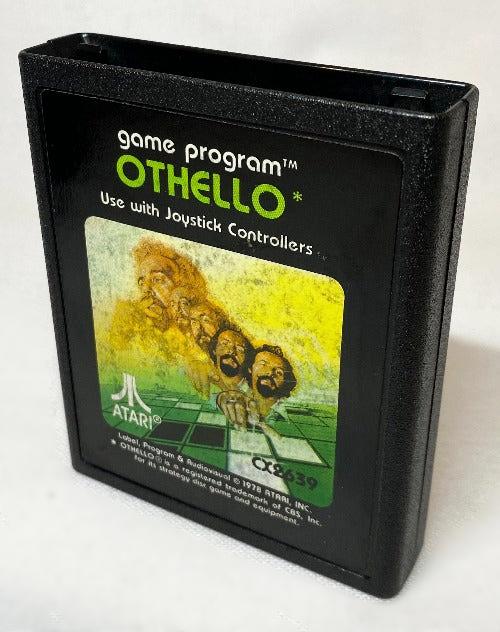 game program™
OTHELLO*
Use with Joystick Controllers
ATARI®
CX2639
Label, Program & Audiovisual © 1978 ATARI, INC.
* OTHELLO® is a registered trademark of CBS, Inc.
for its strategy disc game and equipment.